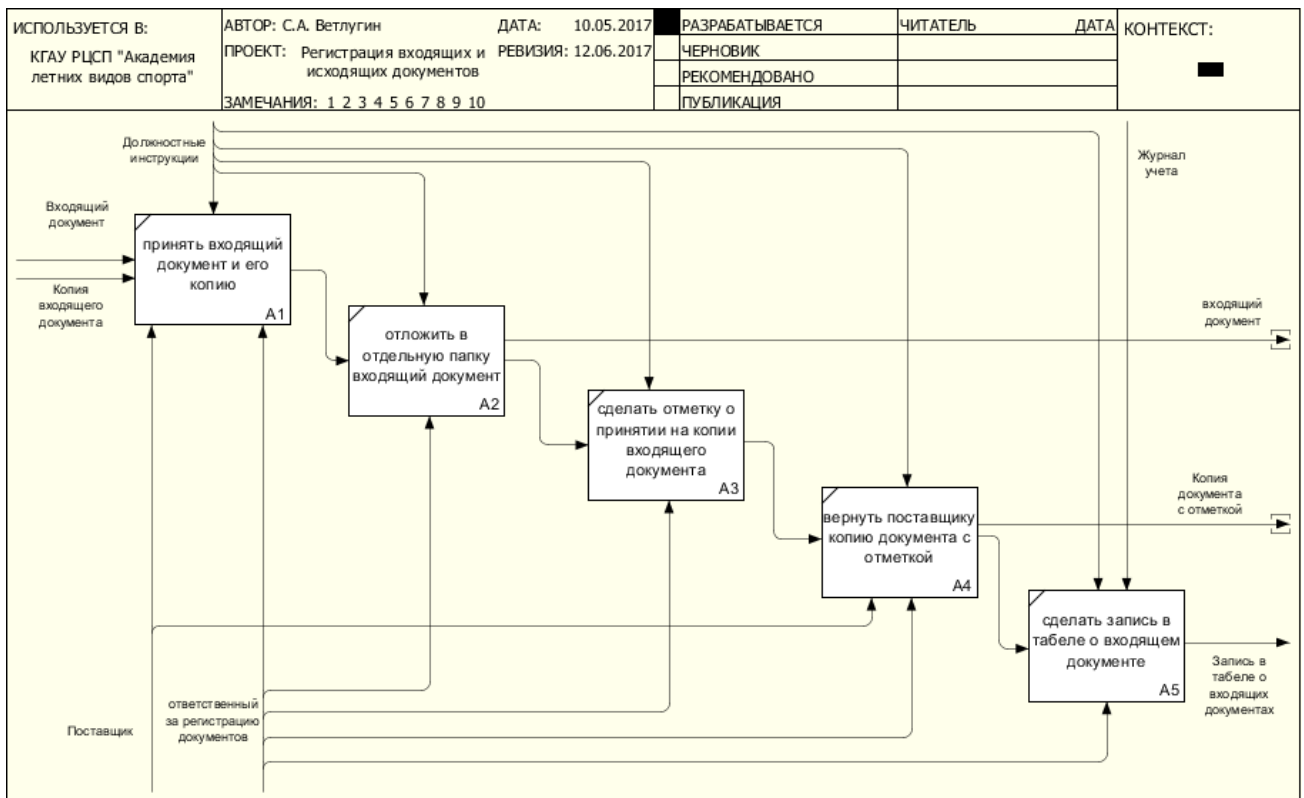 ИСПОЛЬЗУЕТСЯ В:
КГАУ РЦСП "Академия
летних видов спорта"
АВТОР: С.А. Ветлугин
ДАТА: 10.05.2017
ПРОЕКТ: Регистрация входящих и
исходящих документов
РЕВИЗИЯ: 12.06.2017
ЗАМЕЧАНИЯ: 1 2 3 4 5 6 7 8 9 10
РАЗРАБАТЫВАЕТСЯ
ЧЕРНОВИК
РЕКОМЕНДОВАНО
ПУБЛИКАЦИЯ
ЧИТАТЕЛЬ
ДАТА
КОНТЕКСТ:
Должностные
инструкции
Журнал
учета
Входящий
документ
Копия
входящего
документа
принять входящий
документ и его
копию
A1
отложить в
отдельную папку
входящий документ
A2
входящий
документ
сделать отметку о
принятии на копии
входящего
документа
A3
вернуть поставщику
копию документа с
отметкой
A4
Копия
документа
с отметкой
сделать запись в
табеле о входящем
документе
A5
Запись в
табеле о
входящих
документах
Поставщик
ответственный
за регистрацию
документов